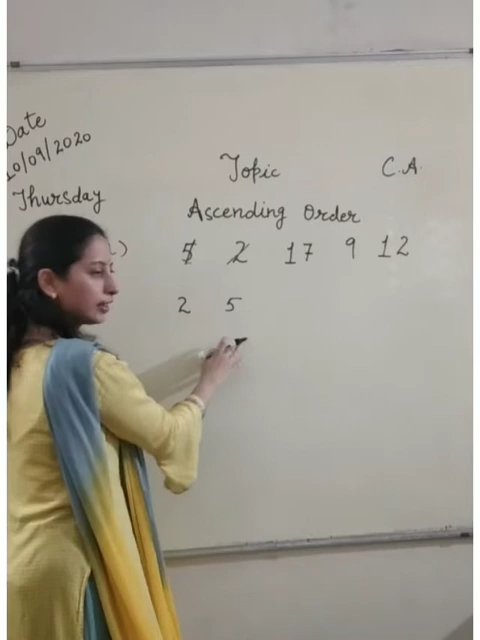 Date
10/09/2020
Thursday
Topic C.A.
Ascending Order
5 2 17 9 12
2 5